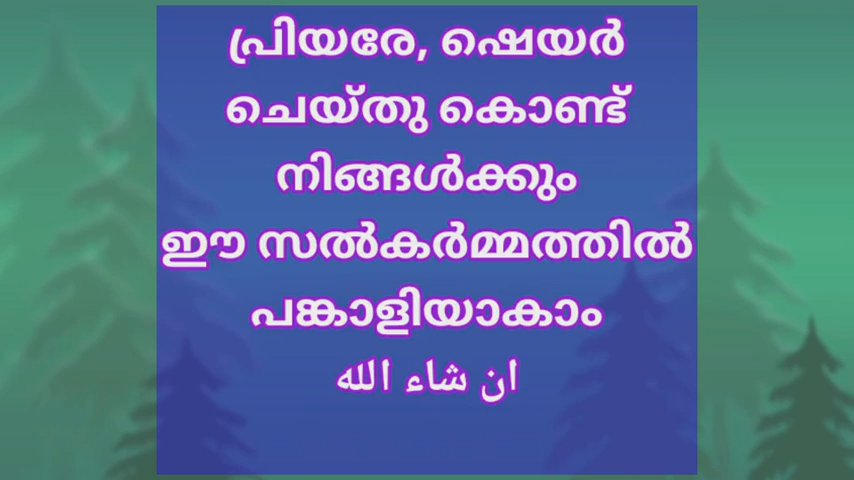 പ്രിയരേ, ഷെയർ
ചെയ്തു കൊണ്ട്
നിങ്ങൾക്കും
ഈ സൽകർമ്മത്തിൽ
പങ്കാളിയാകാം
ان شاء الله